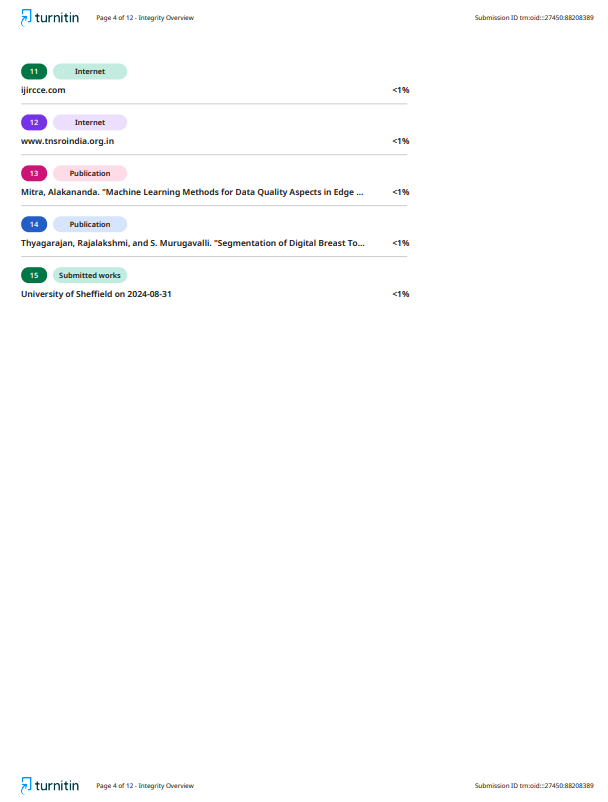 turnitin Page 4 of 12 - Integrity Overview Submission ID trn:oid:::27450:88208389
11 Internet
ijircce.com <1%
12 Internet
www.tnsroindia.org.in <1%
13 Publication
Mitra, Alakananda. "Machine Learning Methods for Data Quality Aspects in Edge ... <1%
14 Publication
Thyagarajan, Rajalakshmi, and S. Murugavalli. "Segmentation of Digital Breast To... <1%
15 Submitted works
University of Sheffield on 2024-08-31 <1%
turnitin Page 4 of 12 - Integrity Overview Submission ID trn:oid:::27450:88208389